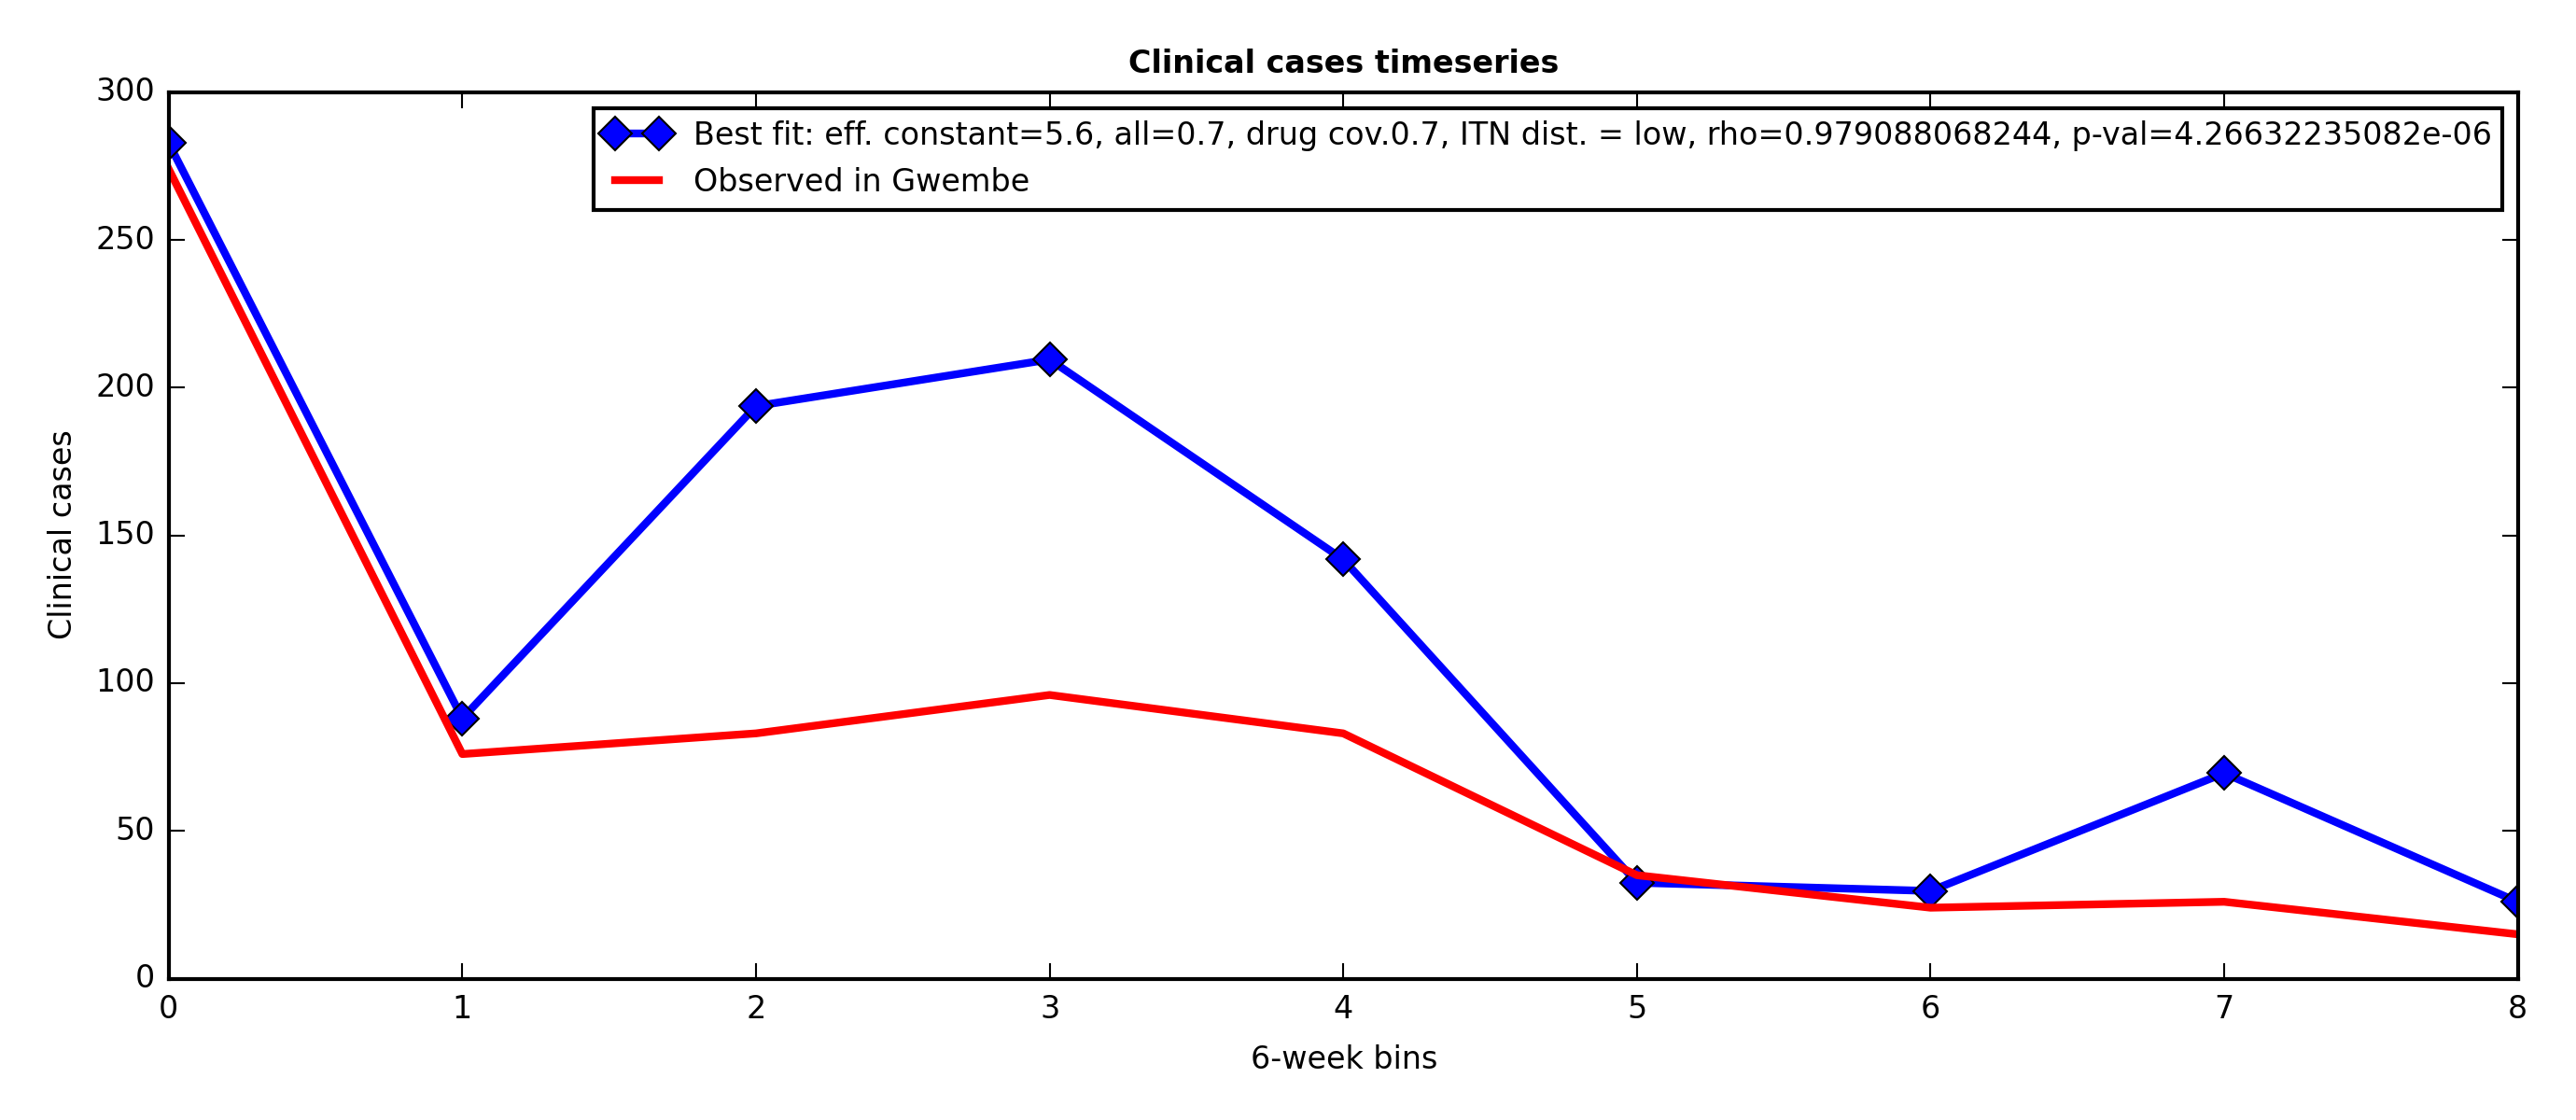 Clinical cases timeseries
Best fit: eff. constant=5.6, all=0.7, drug cov.0.7, ITN dist. = low, rho=0.979088068244, p-val=4.26632235082e-06
Observed in Gwembe
300
250
200
150
100
50
0
Clinical cases
0 1 2 3 4 5 6 7 8
6-week bins